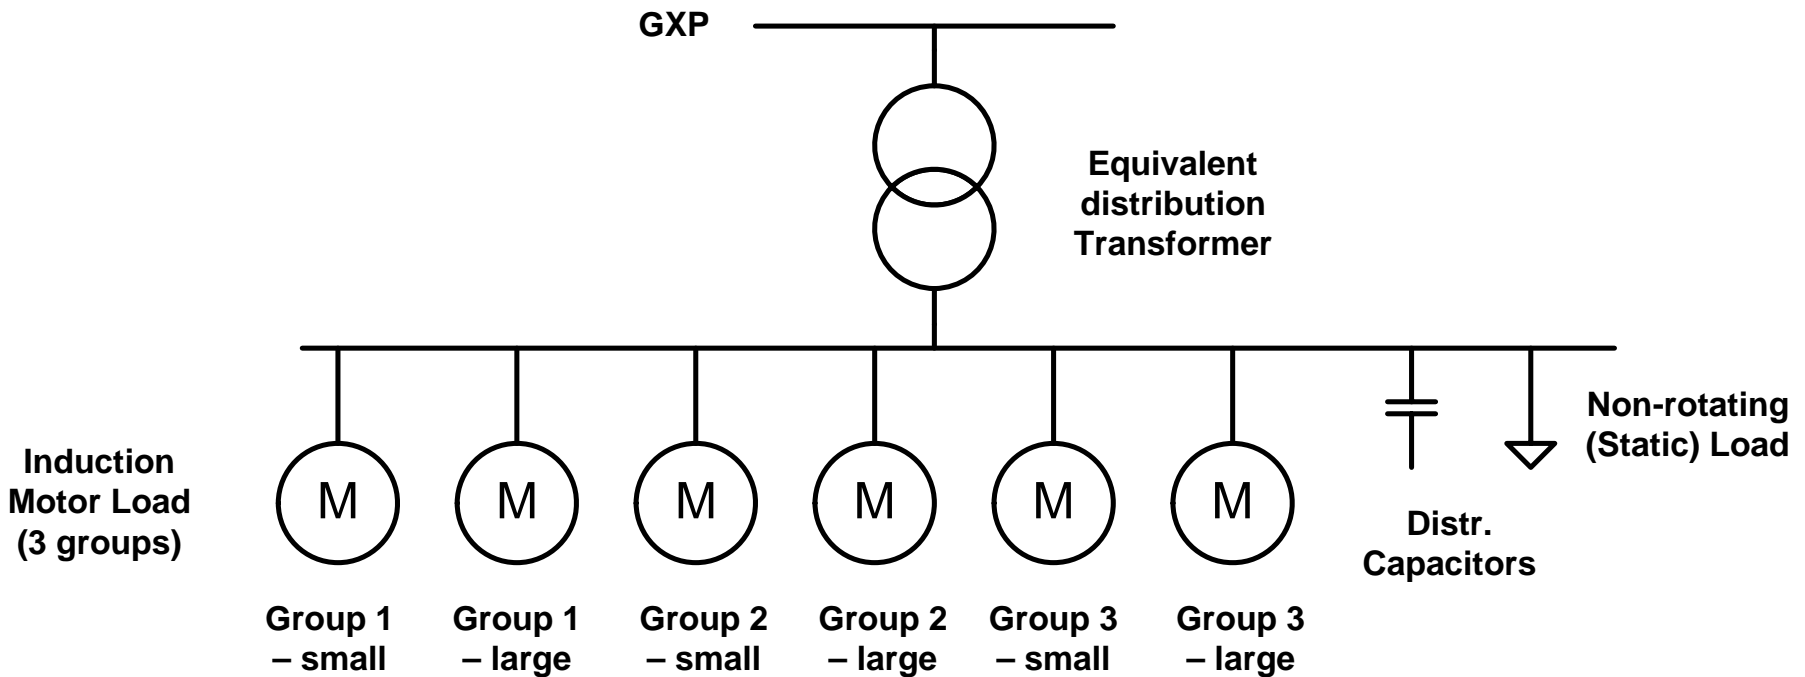 GXP
Equivalent
distribution
Transformer
Non-rotating
(Static) Load
Induction
Motor Load
(3 groups)
M
M
M
M
M
M
Distr.
Capacitors
Group 1
– small
Group 1
– large
Group 2
– small
Group 2
– large
Group 3
– small
Group 3
– large